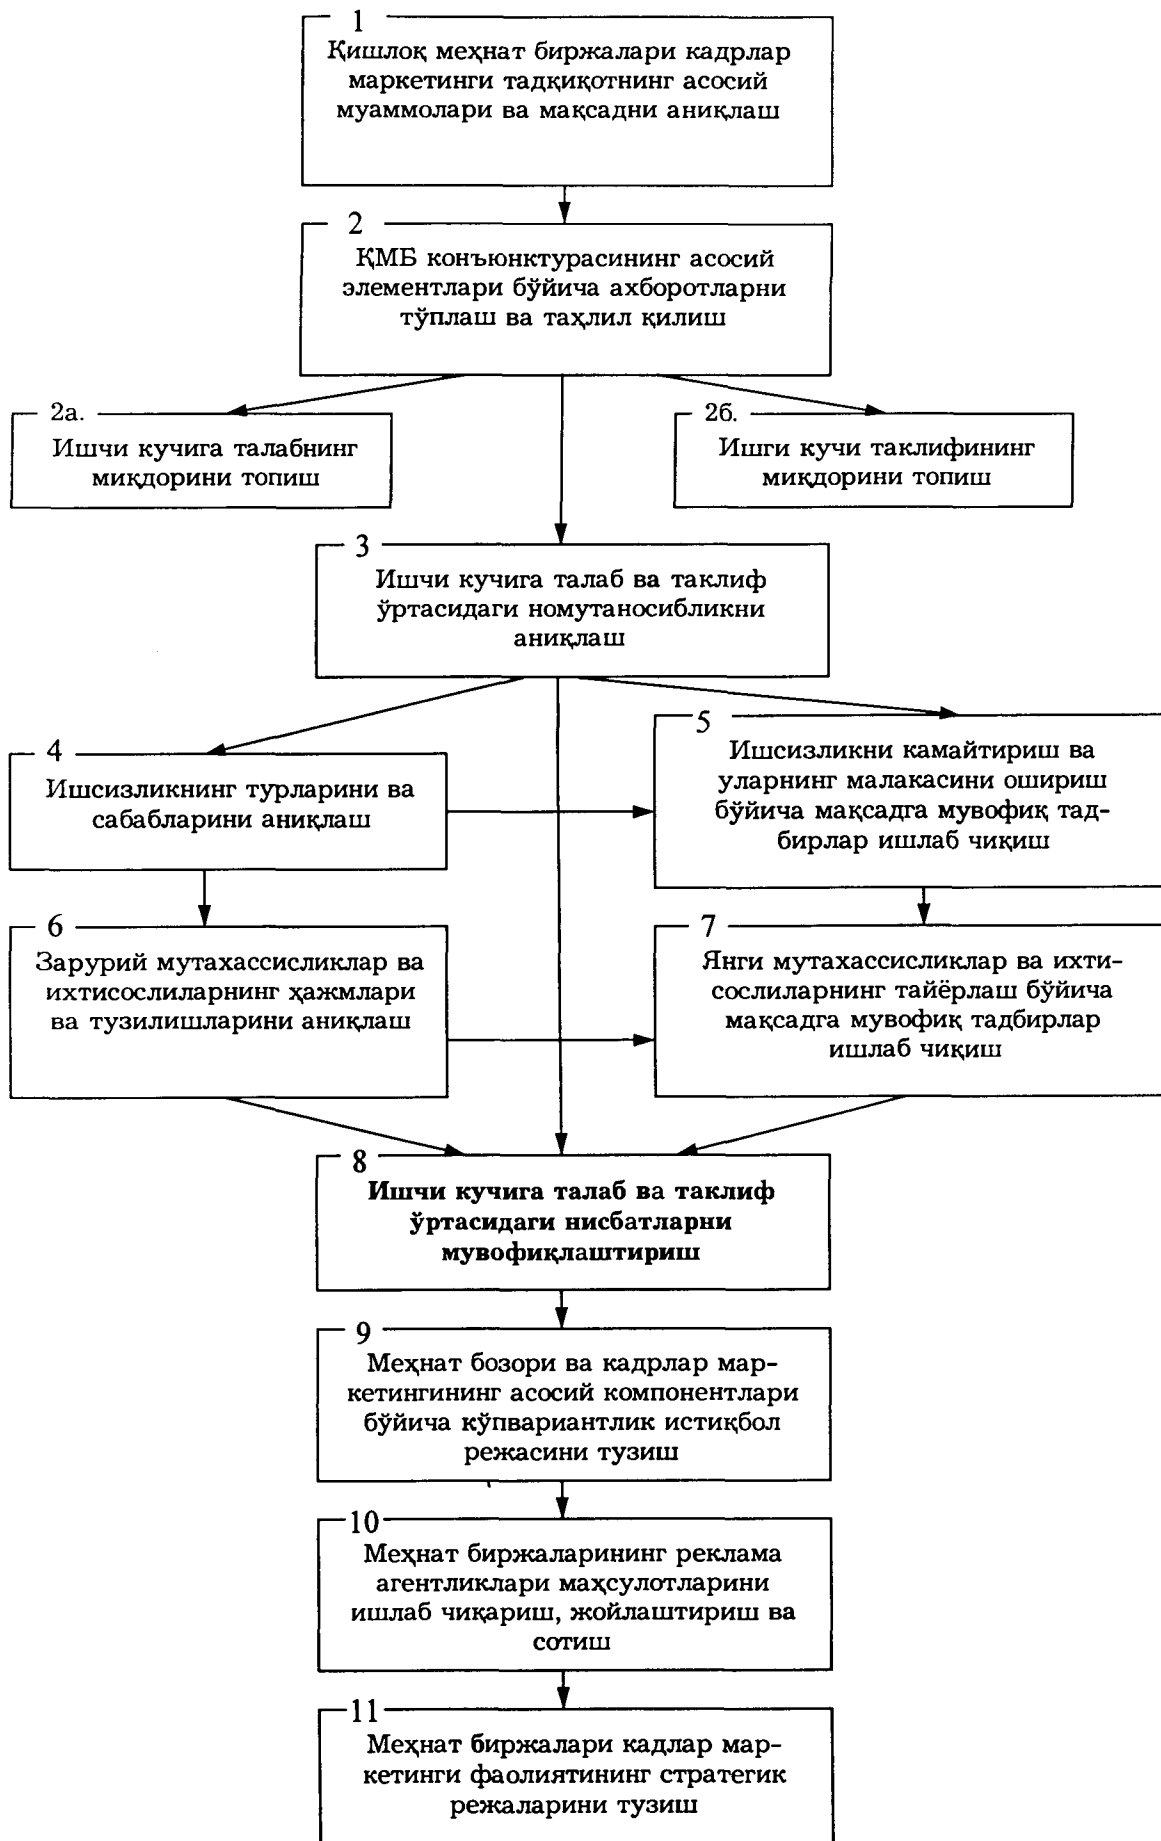 1
Қишлоқ меҳнат биржалари кадрлар
маркетинги тадқиқотнинг асосий
муаммолари ва мақсадни аниқлаш
2
ҚМБ конъюнктурасининг асосий
элементлари бўйича ахборотларни
тўплаш ва таҳлил қилиш
2а.
Ишчи кучига талабнинг
миқдорини топиш
2б.
Ишги кучи таклифининг
миқдорини топиш
3
Ишчи кучига талаб ва таклиф
ўртасидаги номутаносибликни
аниқлаш
4
Ишсизликнинг турларини ва
сабабларини аниқлаш
5
Ишсизликни камайтириш ва
уларнинг малакасини ошириш
бўйича мақсадга мувофиқ тад-
бирлар ишлаб чиқиш
6
Зарурий мутахассисликлар ва
ихтисослиларнинг ҳажмлари
ва тузилишларини аниқлаш
7
Янги мутахассисликлар ва ихти-
сослиларнинг тайёрлаш бўйича
мақсадга мувофиқ тадбирлар
ишлаб чиқиш
8
Ишчи кучига талаб ва таклиф
ўртасидаги нисбатларни
мувофиқлаштириш
9
Меҳнат бозори ва кадрлар мар-
кетингининг асосий компонентлари
бўйича кўпвариантлик истиқбол
режасини тузиш
10
Меҳнат биржаларининг реклама
агентликлари маҳсулотларини
ишлаб чиқариш, жойлаштириш ва
сотиш
11
Меҳнат биржалари кадлар мар-
кетинги фаолиятининг стратегик
режаларини тузиш